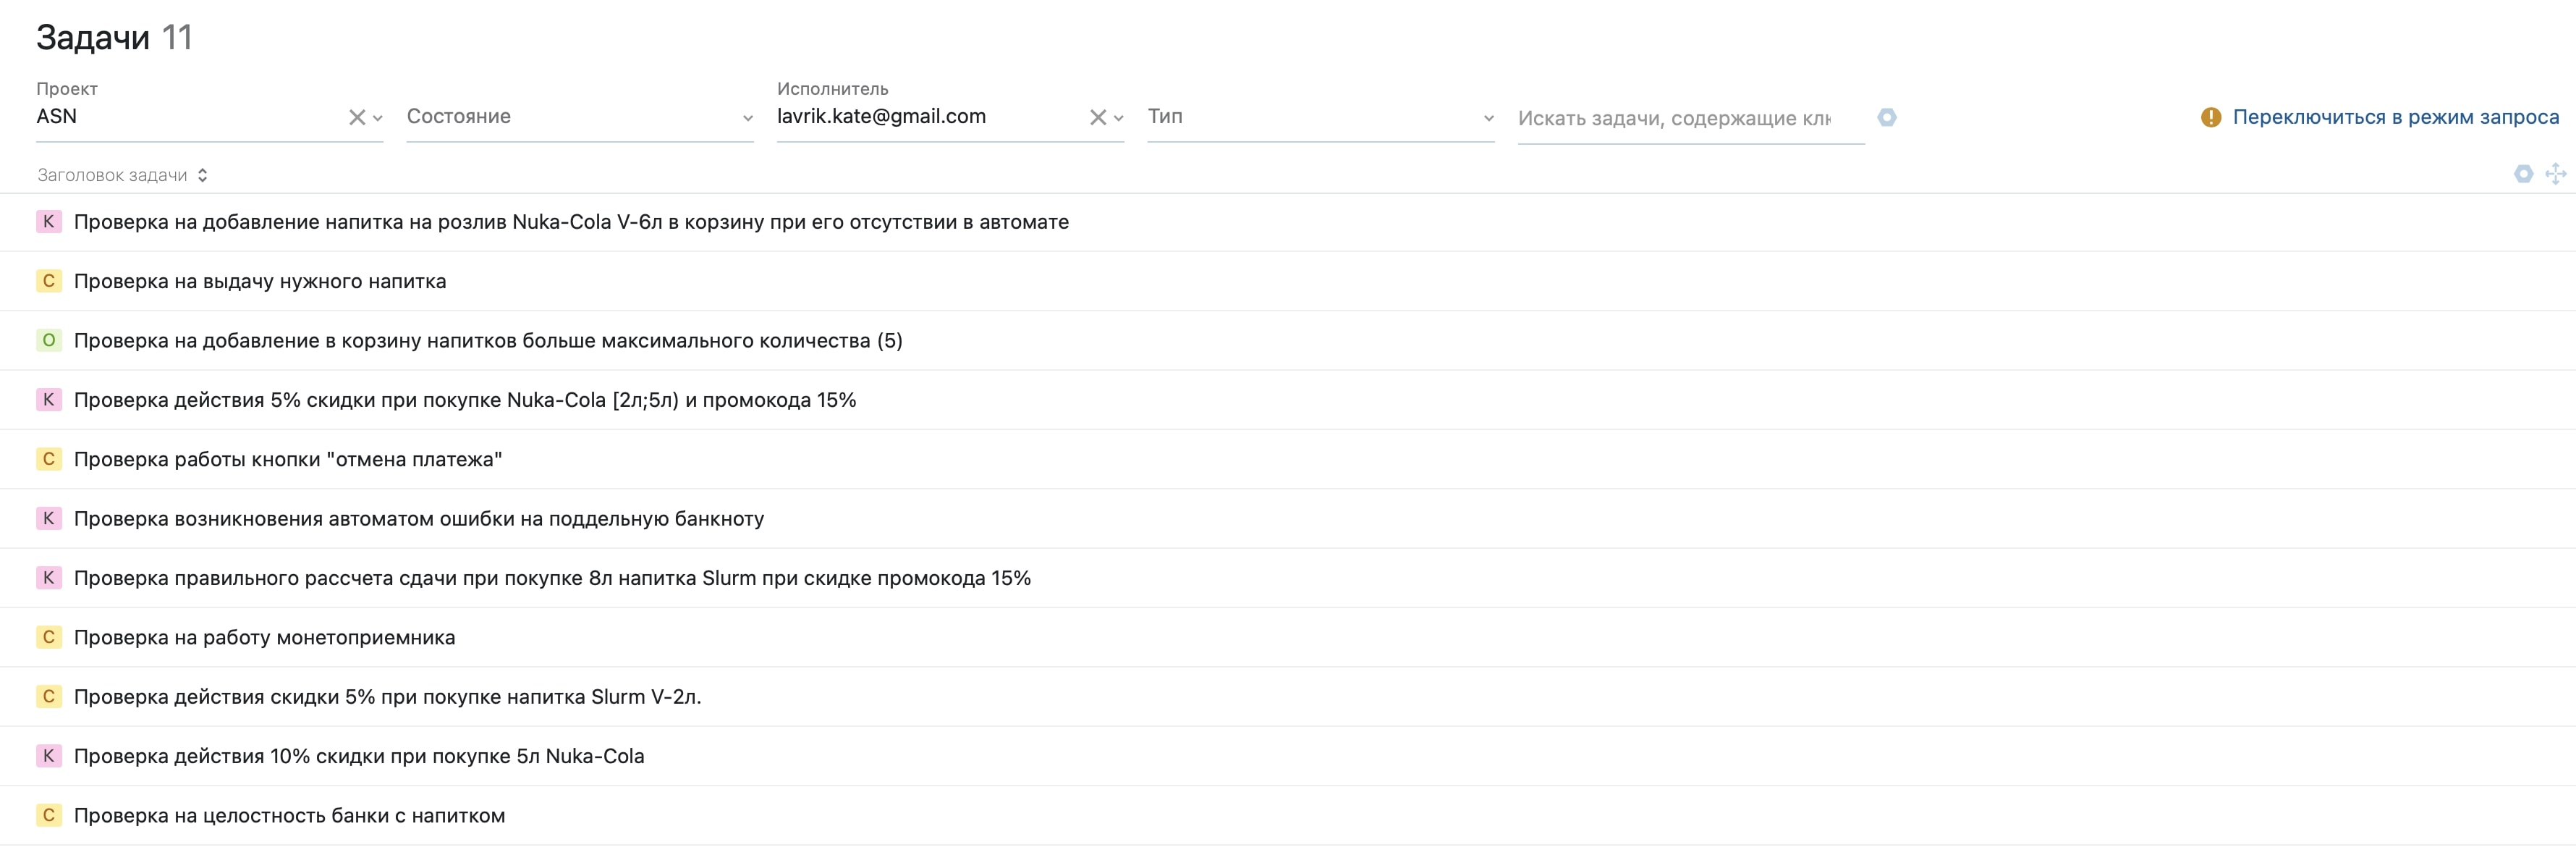 Задачи 11
Проект
Исполнитель
ASN
Состояние
lavrik.kate@gmail.com
Тип
Искать задачи, содержащие клю
Переключиться в режим запроса
Заголовок задачи
K Проверка на добавление напитка на розлив Nuka-Cola V-6л в корзину при его отсутствии в автомате
С Проверка на выдачу нужного напитка
О Проверка на добавление в корзину напитков больше максимального количества (5)
K Проверка действия 5% скидки при покупке Nuka-Cola [2л;5л) и промокода 15%
С Проверка работы кнопки "отмена платежа"
K Проверка возникновения автоматом ошибки на поддельную банкноту
K Проверка правильного рассчета сдачи при покупке 8л напитка Slurm при скидке промокода 15%
С Проверка на работу монетоприемника
С Проверка действия скидки 5% при покупке напитка Slurm V-2л.
K Проверка действия 10% скидки при покупке 5л Nuka-Cola
С Проверка на целостность банки с напитком